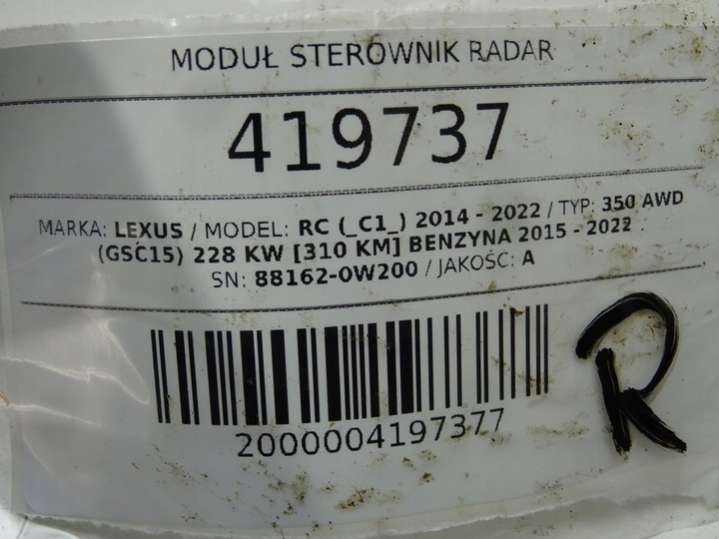 MODUŁ STEROWNIK RADAR
419737
MARKA: LEXUS / MODEL: RC (_C1_) 2014 - 2022 / TYP: 350 AWD
(GSC15) 228 KW [310 KM] BENZYNA 2015 - 2022
SN: 88162-0W200 / JAKOŚĆ: A
2000004197377
R